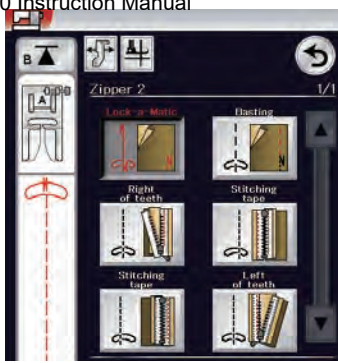 0 Instruction Manual
B
A
Zipper 2 1/1
Lock-a-Matic
Basting
N
N
Right
of teeth
Stitching
tape
Stitching
tape
Left
of teeth